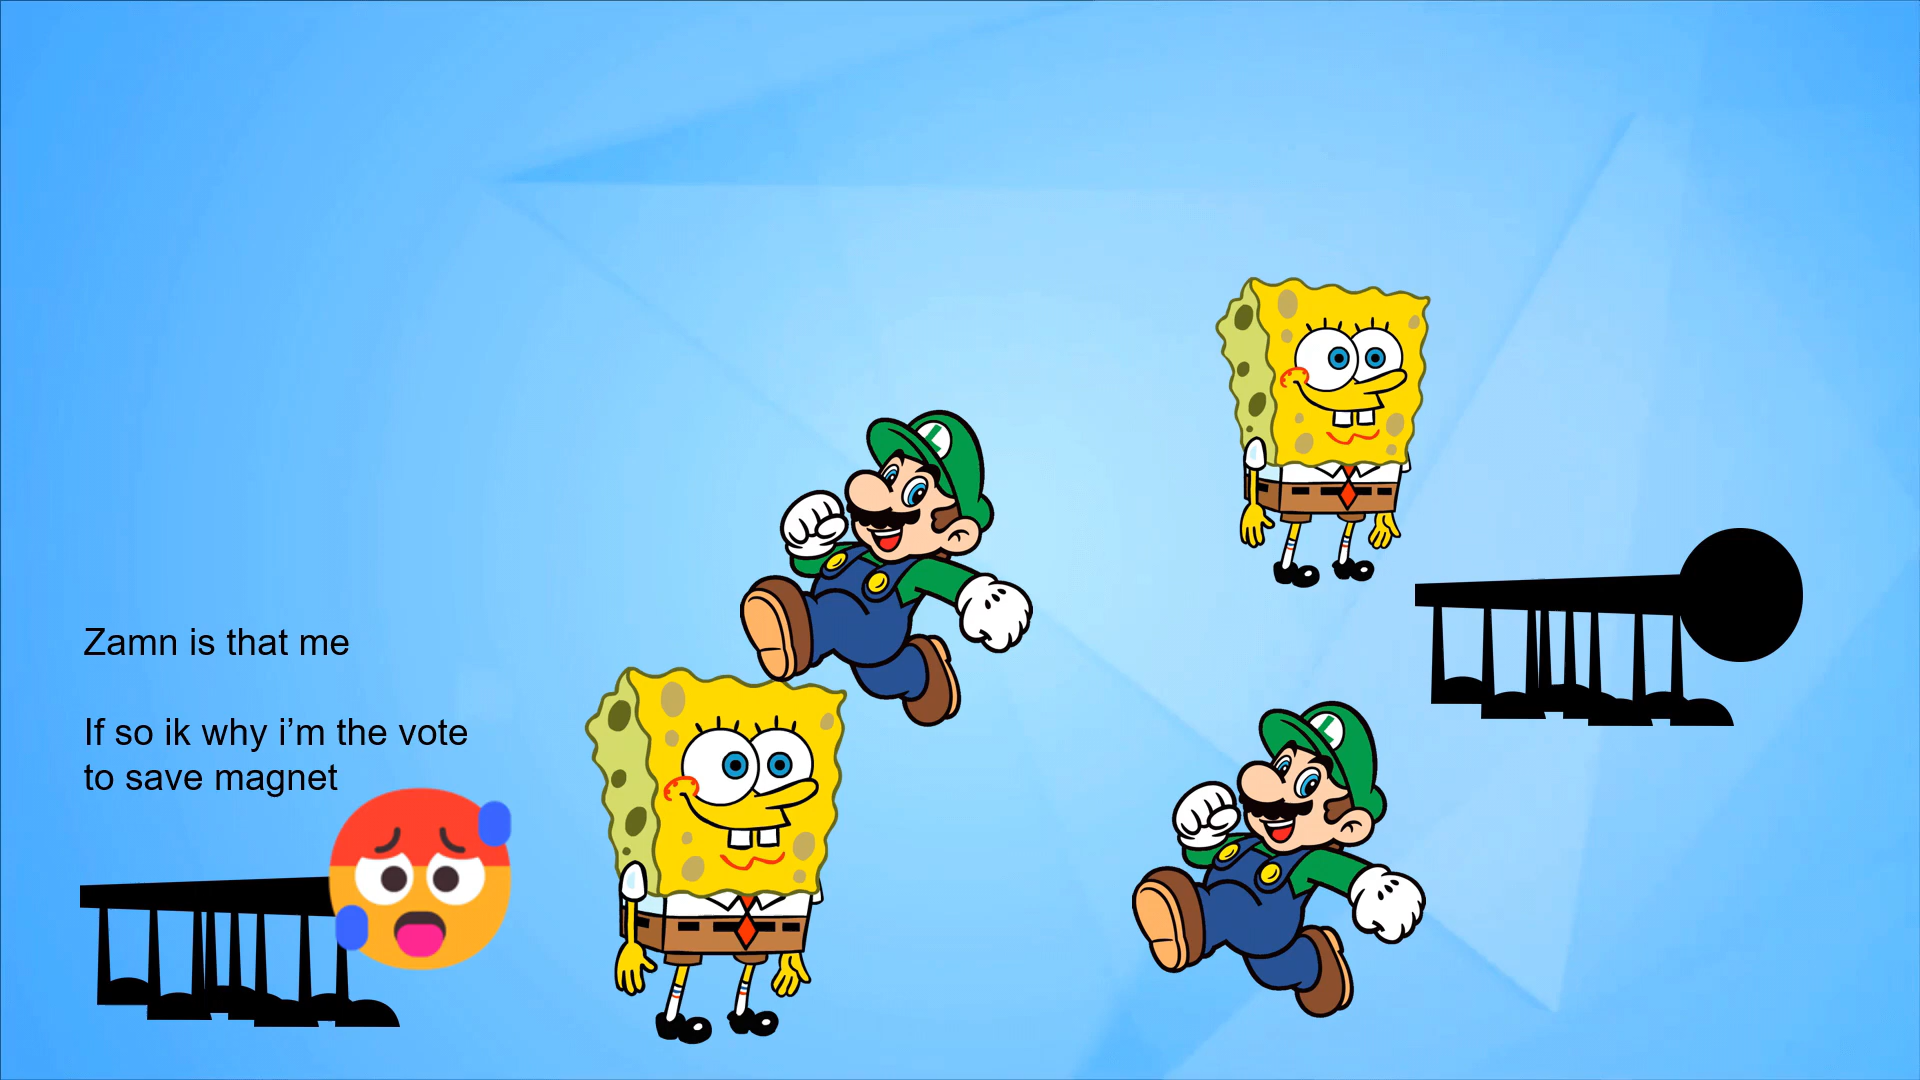 L
Zamn is that me
If so ik why i’m the vote
to save magnet
L